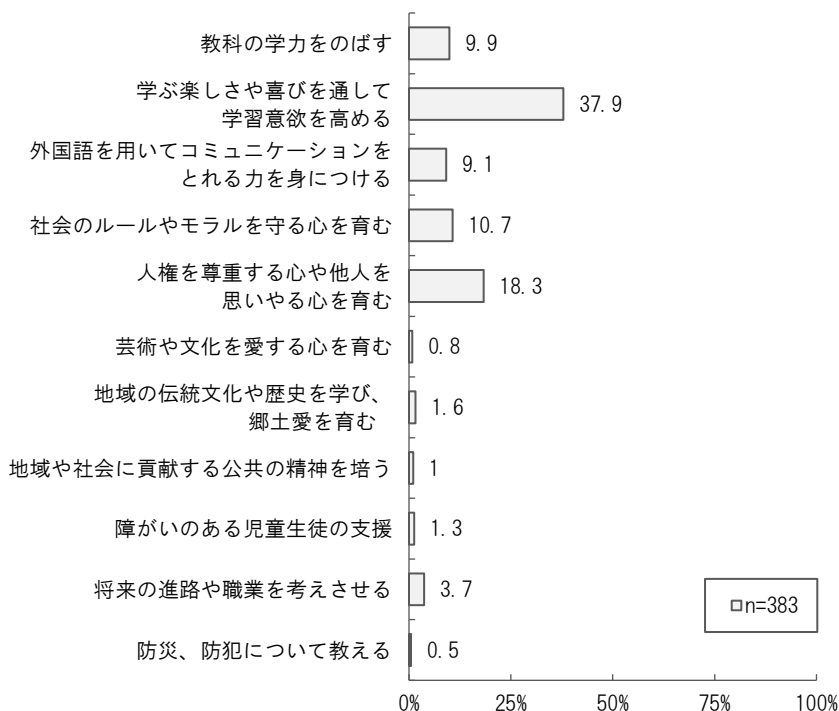 教科の学力をのばす 9.9
学ぶ楽しさや喜びを通して
学習意欲を高める 37.9
外国語を用いてコミュニケーションを
とれる力を身につける 9.1
社会のルールやモラルを守る心を育む 10.7
人権を尊重する心や他人を
思いやる心を育む 18.3
芸術や文化を愛する心を育む 0.8
地域の伝統文化や歴史を学び、
郷土愛を育む 1.6
地域や社会に貢献する公共の精神を培う 1
障がいのある児童生徒の支援 1.3
将来の進路や職業を考えさせる 3.7
n=383
防災、防犯について教える 0.5
0% 25% 50% 75% 100%